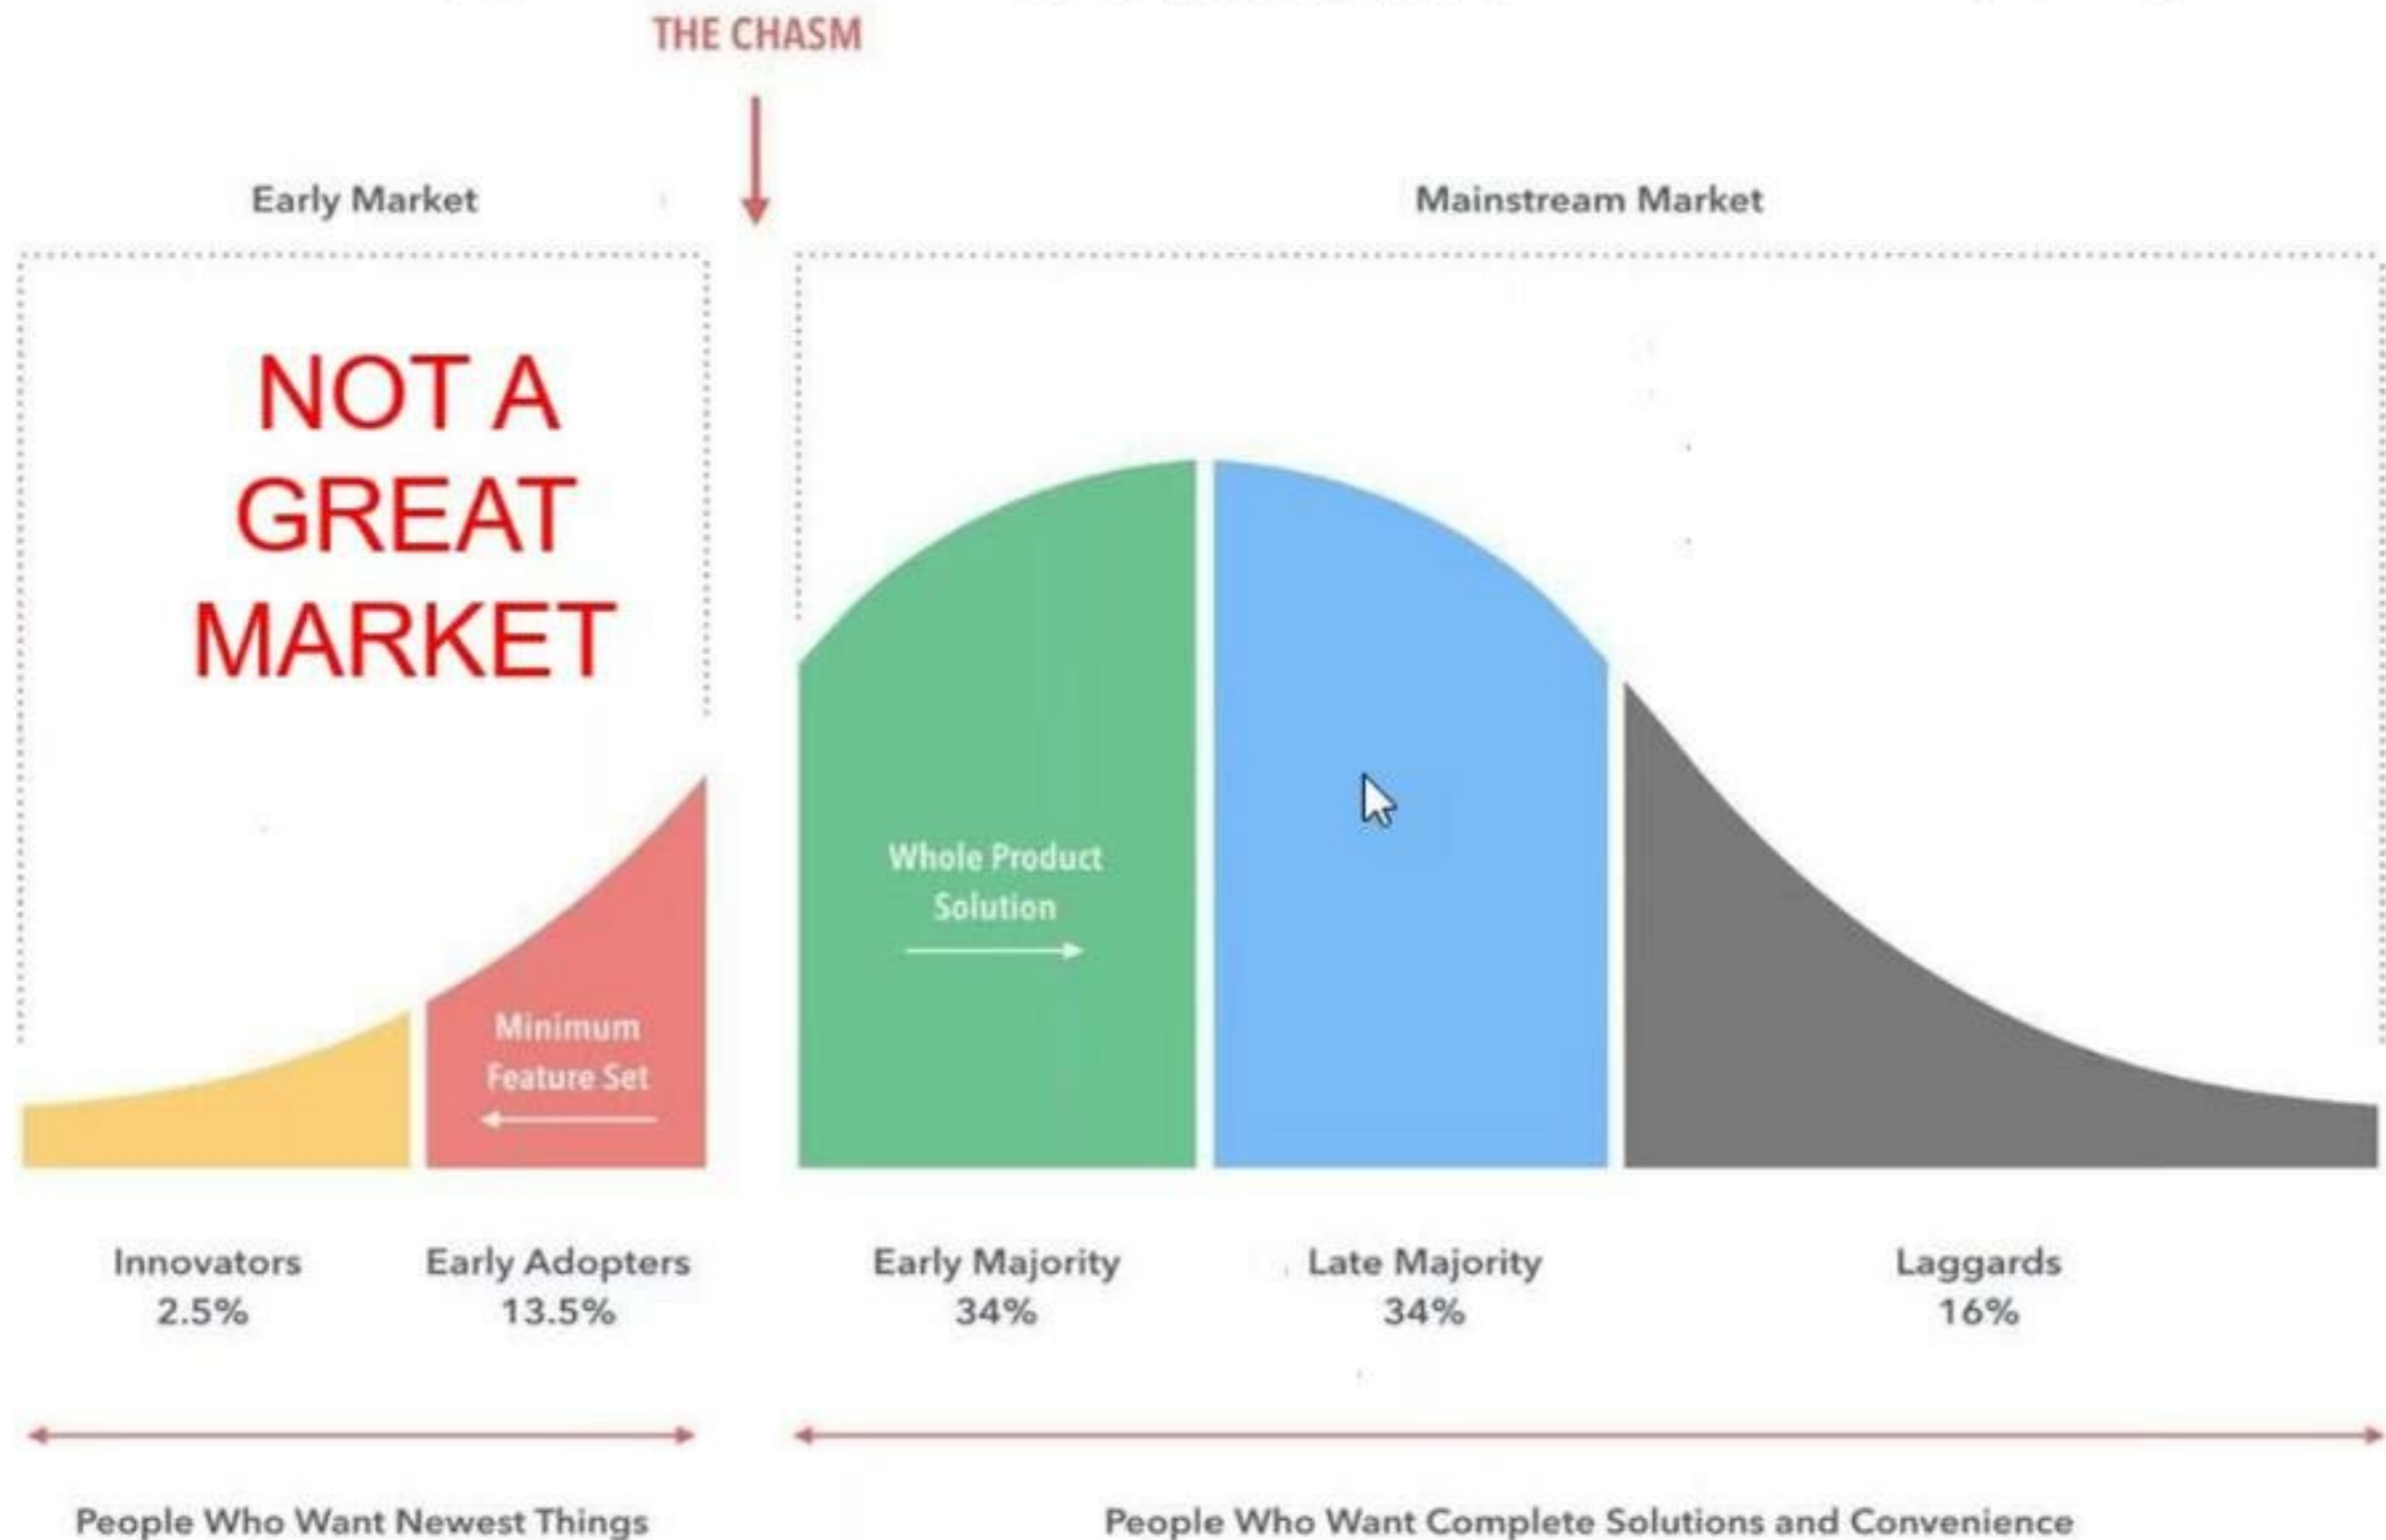 THE CHASM
Early Market
Mainstream Market
NOT A
GREAT
MARKET
Whole Product
Solution
Minimum
Feature Set
Innovators
2.5%
Early Adopters
13.5%
Early Majority
34%
Late Majority
34%
Laggards
16%
People Who Want Newest Things
People Who Want Complete Solutions and Convenience